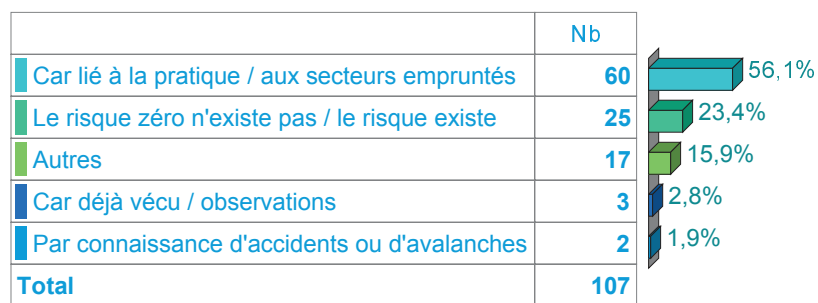 Nb
Car lié à la pratique / aux secteurs empruntés 60 56,1%
Le risque zéro n'existe pas / le risque existe 25 23,4%
Autres 17 15,9%
Car déjà vécu / observations 3 2,8%
Par connaissance d'accidents ou d'avalanches 2 1,9%
Total 107